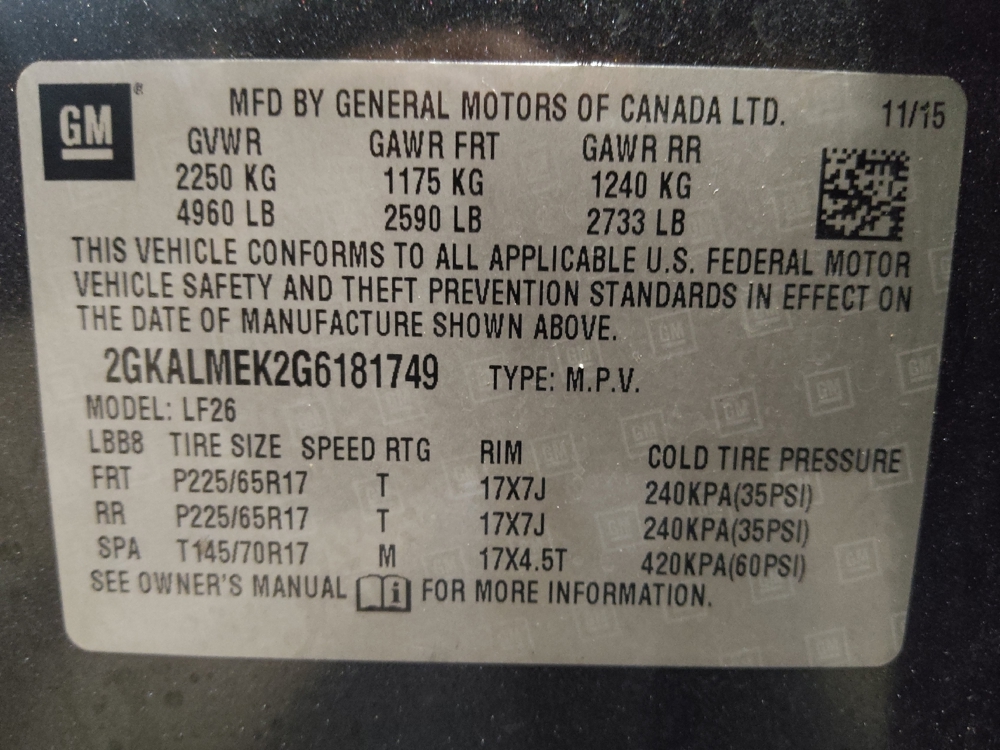 GM ®
MFD BY GENERAL MOTORS OF CANADA LTD. 11/15
GVWR GAWR FRT GAWR RR
2250 KG 1175 KG 1240 KG
4960 LB 2590 LB 2733 LB
THIS VEHICLE CONFORMS TO ALL APPLICABLE U.S. FEDERAL MOTOR
VEHICLE SAFETY AND THEFT PREVENTION STANDARDS IN EFFECT ON
THE DATE OF MANUFACTURE SHOWN ABOVE.
2GKALMEK2G6181749 TYPE: M.P.V.
MODEL: LF26
LBB8 TIRE SIZE SPEED RTG RIM COLD TIRE PRESSURE
FRT P225/65R17 T 17X7J 240KPA(35PSI)
RR P225/65R17 T 17X7J 240KPA(35PSI)
SPA T145/70R17 M 17X4.5T 420KPA(60PSI)
SEE OWNER'S MANUAL i FOR MORE INFORMATION.